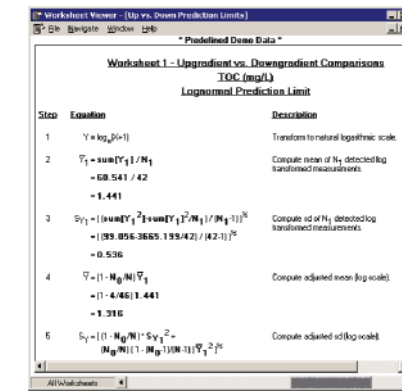 Worksheet Viewer - [Up vs. Down Prediction Limits]
File Navigate Window Help
* Predefined Demo Data *
Worksheet 1 - Upgradient vs. Downgradient Comparisons
TOC (mg/L)
Lognormal Prediction Limit
Step Equation Description
1 Y = logₑ(X+1) Transform to natural logarithmic scale.
2 Y̅₁ = sum[Y₁] / N₁ Compute mean of N₁ detected log
transformed measurements.
= 60.541 / 42
= 1.441
3 S_Y₁ = [(sum[Y₁²]-sum[Y₁]²/N₁) / (N₁-1)]^½ Compute sd of N₁ detected log
transformed measurements.
= [(99.056-3665.199/42) / (42-1)]^½
= 0.536
4 Y̅ = (1 - N₀/N) Y̅₁ Compute adjusted mean (log scale).
= (1 - 4/46) 1.441
= 1.316
5 S_Y = [(1 - N₀/N) * S_Y₁² + Compute adjusted sd (log scale).
(N₀/N) (1 - (N₀-1)/(N-1)) Y̅₁²]^½
All Worksheets